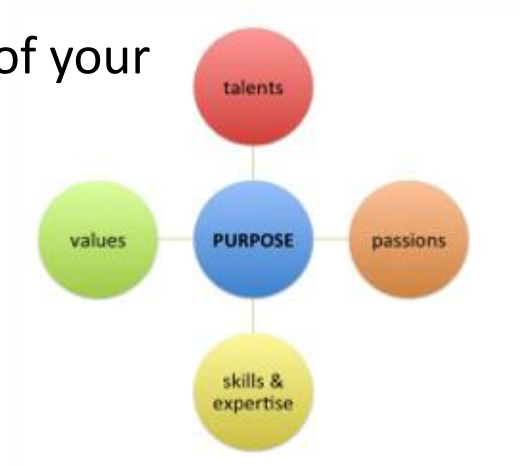 of your
talents
values
PURPOSE
passions
skills &
expertise